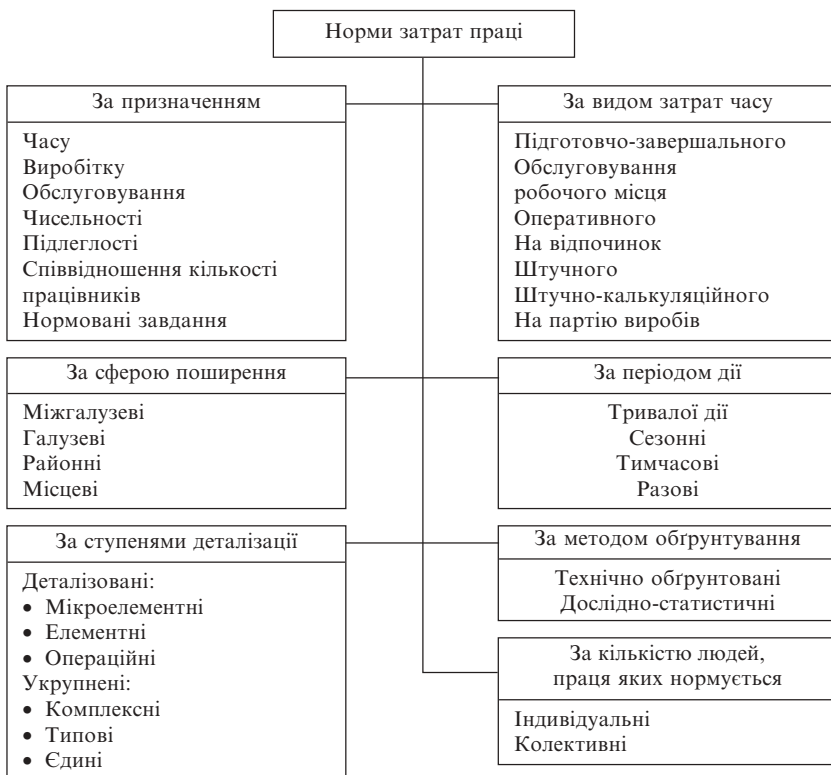 Норми затрат праці
За призначенням
Часу
Виробітку
Обслуговування
Чисельності
Підлеглості
Співвідношення кількості
працівників
Нормовані завдання
За видом затрат часу
Підготовчо-завершального
Обслуговування
робочого місця
Оперативного
На відпочинок
Штучного
Штучно-калькуляційного
На партію виробів
За сферою поширення
Міжгалузеві
Галузеві
Районні
Місцеві
За періодом дії
Тривалої дії
Сезонні
Тимчасові
Разові
За ступенями деталізації
Деталізовані:
• Мікроелементні
• Елементні
• Операційні
Укрупнені:
• Комплексні
• Типові
• Єдині
За методом обґрунтування
Технічно обґрунтовані
Дослідно-статистичні
За кількістю людей,
праця яких нормується
Індивідуальні
Колективні